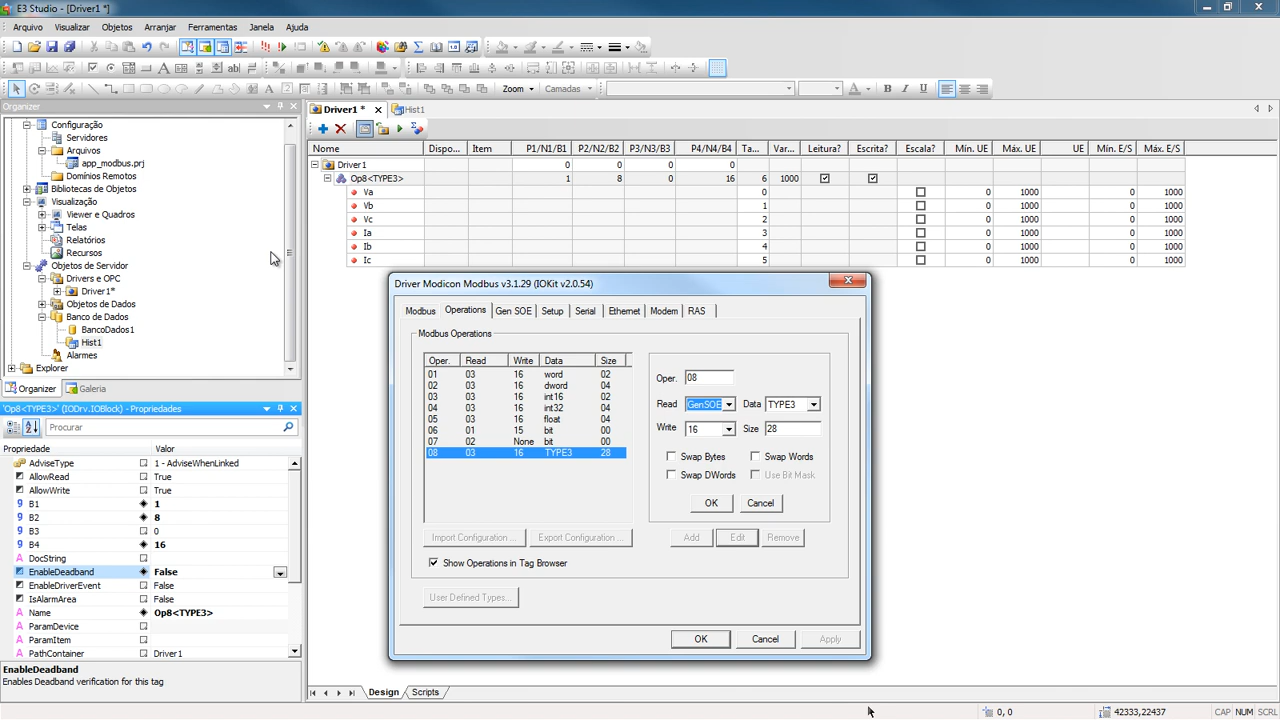 E3 Studio - [Driver1 *]
Arquivo Visualizar Objetos Organizar Arranjar Ferramentas Janela Ajuda
Zoom Camadas
Organizer
Configuração
Servidores
Arquivos
app_modbus.prj
Domínios Remotos
Bibliotecas de Objetos
Visualização
Viewer e Quadros
Telas
Relatórios
Recursos
Objetos de Servidor
Drivers e OPC
Driver1*
Objetos de Dados
Banco de Dados
BancoDados1
Hist1
Alarmes
Explorer
Organizer Galeria
'Op8<TYPE3>' (IODrv.IOBlock) - Propriedades
Procurar
Propriedade Valor
AdviseType 1 - AdviseWhenLinked
AllowRead True
AllowWrite True
B1 1
B2 8
B3 0
B4 16
DocString
EnableDeadband False
EnableDriverEvent False
IsAlarmArea False
Name Op8<TYPE3>
ParamDevice
ParamItem
PathContainer Driver1
EnableDeadband
Enables Deadband verification for this tag
Driver1 * Hist1
Nome Dispo... Item P1/N1/B1 P2/N2/B2 P3/N3/B3 P4/N4/B4 Ta... Var... Leitura? Escrita? Escala? Mín. UE Máx. UE UE Mín. E/S Máx. E/S
Driver1 0 0 0 0
Op8<TYPE3> 1 8 0 16 6 1000
Va 0 0 1000 0 1000
Vb 1 0 1000 0 1000
Vc 2 0 1000 0 1000
Ia 3 0 1000 0 1000
Ib 4 0 1000 0 1000
Ic 5 0 1000 0 1000
Driver Modicon Modbus v3.1.29 (IOKit v2.0.54)
Modbus Operations Gen SOE Setup Serial Ethernet Modem RAS
Modbus Operations
Oper. Read Write Data Size
01 03 16 word 02
02 03 16 dword 04
03 03 16 int16 02
04 03 16 int32 04
05 03 16 float 04
06 01 15 bit 00
07 02 None bit 00
08 03 16 TYPE3 28
Oper. 08
Read GenSOE Data TYPE3
Write 16 Size 28
Swap Bytes Swap Words
Swap DWords Use Bit Mask
OK Cancel
Import Configuration ... Export Configuration ... Add Edit Remove
Show Operations in Tag Browser
User Defined Types...
OK Cancel Apply
Design Scripts
0, 0 42333,22437 CAP NUM SCRL